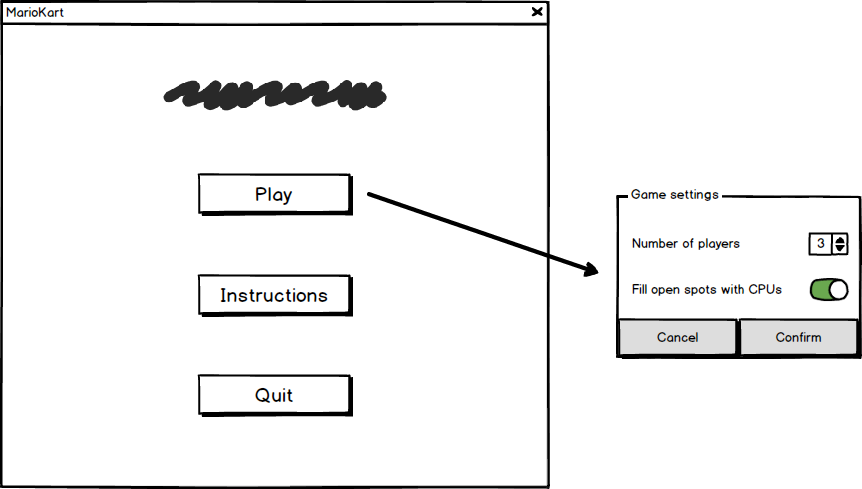 MarioKart
Play
Instructions
Quit
Game settings
Number of players 3
Fill open spots with CPUs
Cancel Confirm